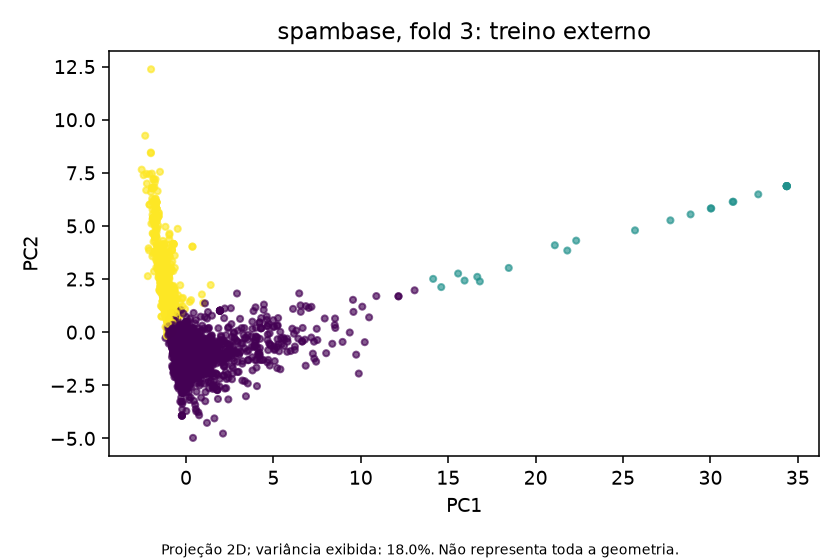 spambase, fold 3: treino externo
12.5
10.0
7.5
5.0
2.5
0.0
−2.5
−5.0
PC2
0 5 10 15 20 25 30 35
PC1
Projeção 2D; variância exibida: 18.0%. Não representa toda a geometria.